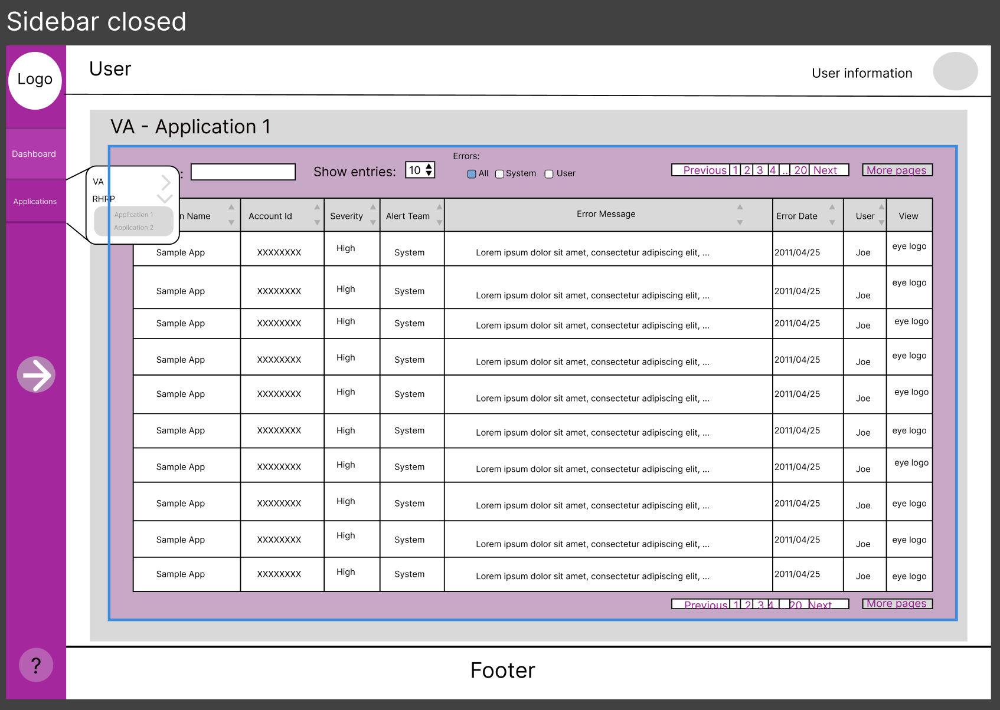 Sidebar closed
Logo
User
User information
VA - Application 1
Dashboard
Applications
VA
RHRP
Application 1
Application 2
:
Show entries: 10
Errors:
All System User
Previous 1 2 3 4 ... 20 Next More pages
n Name Account Id Severity Alert Team Error Message Error Date User View
Sample App XXXXXXXX High System Lorem ipsum dolor sit amet, consectetur adipiscing elit, ... 2011/04/25 Joe eye logo
Sample App XXXXXXXX High System Lorem ipsum dolor sit amet, consectetur adipiscing elit, ... 2011/04/25 Joe eye logo
Sample App XXXXXXXX High System Lorem ipsum dolor sit amet, consectetur adipiscing elit, ... 2011/04/25 Joe eye logo
Sample App XXXXXXXX High System Lorem ipsum dolor sit amet, consectetur adipiscing elit, ... 2011/04/25 Joe eye logo
Sample App XXXXXXXX High System Lorem ipsum dolor sit amet, consectetur adipiscing elit, ... 2011/04/25 Joe eye logo
Sample App XXXXXXXX High System Lorem ipsum dolor sit amet, consectetur adipiscing elit, ... 2011/04/25 Joe eye logo
Sample App XXXXXXXX High System Lorem ipsum dolor sit amet, consectetur adipiscing elit, ... 2011/04/25 Joe eye logo
Sample App XXXXXXXX High System Lorem ipsum dolor sit amet, consectetur adipiscing elit, ... 2011/04/25 Joe eye logo
Sample App XXXXXXXX High System Lorem ipsum dolor sit amet, consectetur adipiscing elit, ... 2011/04/25 Joe eye logo
Sample App XXXXXXXX High System Lorem ipsum dolor sit amet, consectetur adipiscing elit, ... 2011/04/25 Joe eye logo
Previous 1 2 3 4 ... 20 Next More pages
?
Footer